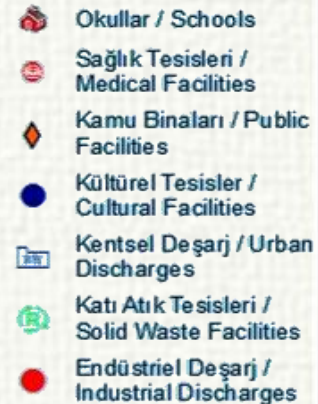 Okullar / Schools
Sağlık Tesisleri /
Medical Facilities
Kamu Binaları / Public
Facilities
Kültürel Tesisler /
Cultural Facilities
Kentsel Deşarj / Urban
Discharges
Katı Atık Tesisleri /
Solid Waste Facilities
Endüstriel Deşarj /
Industrial Discharges